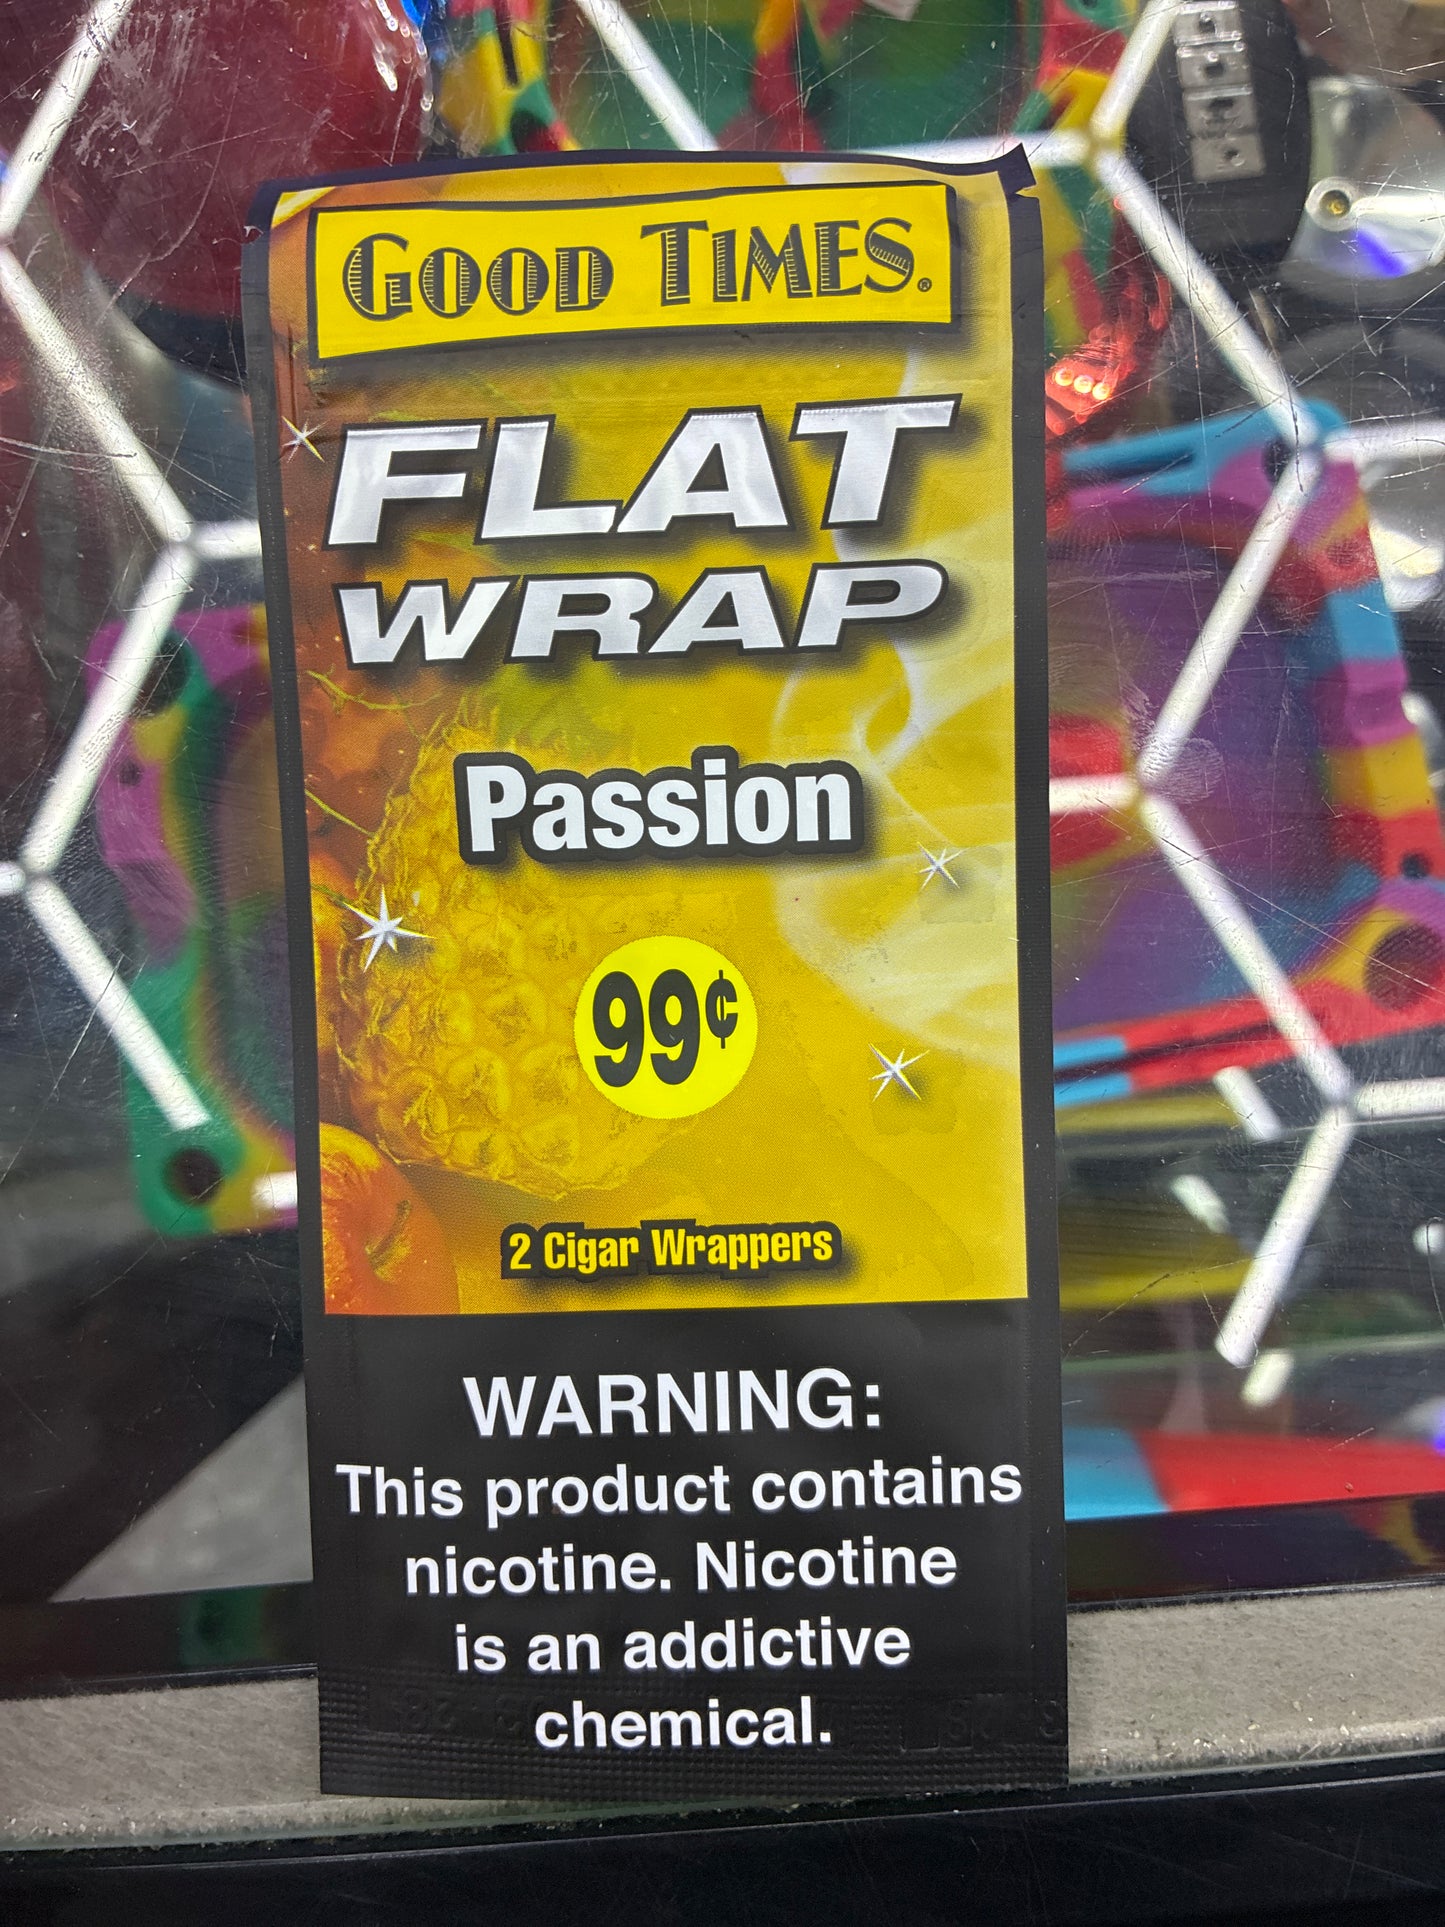 GOOD TIMES®
FLAT
WRAP
Passion
99¢
2 Cigar Wrappers
WARNING:
This product contains
nicotine. Nicotine
is an addictive
chemical.